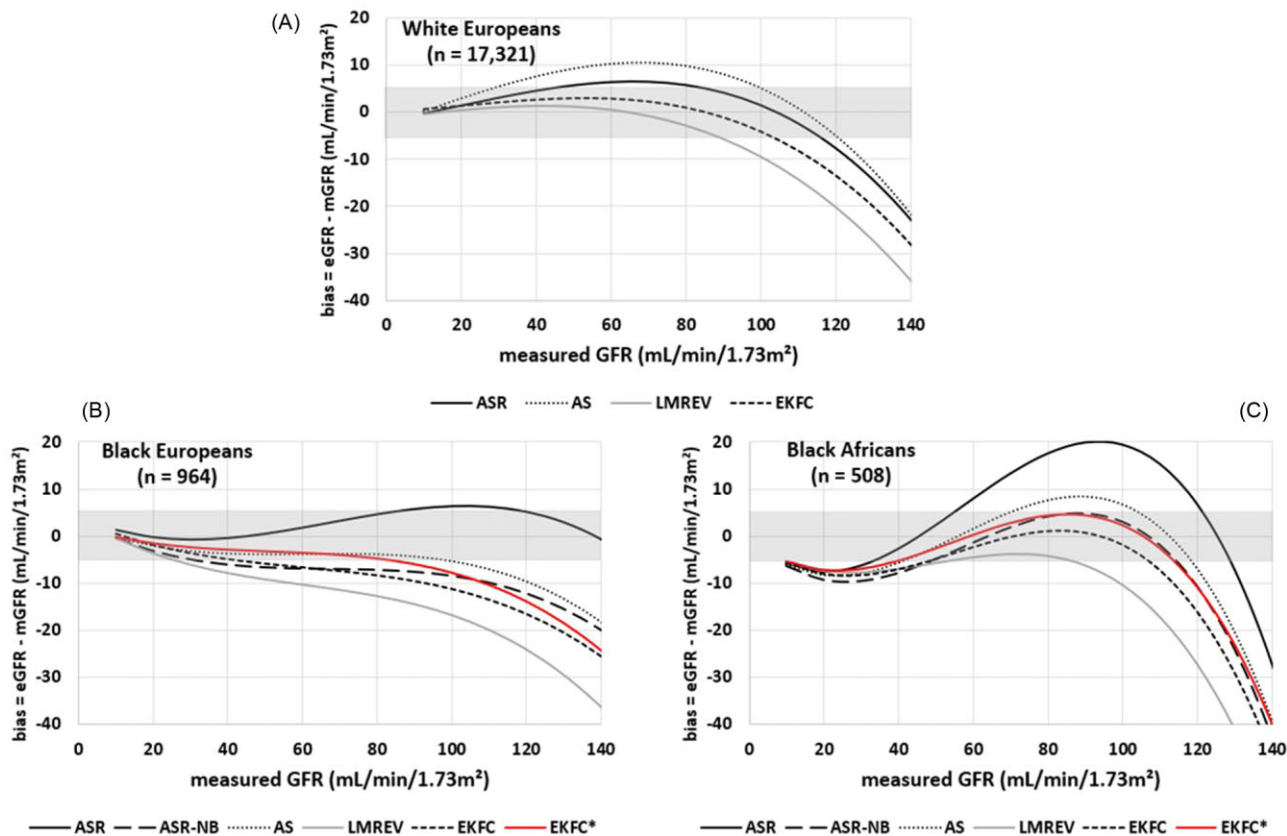 (A)
White Europeans
(n = 17,321)
bias = eGFR - mGFR (mL/min/1.73m²)
20
10
0
-10
-20
-30
-40
0 20 40 60 80 100 120 140
measured GFR (mL/min/1.73m²)
ASR AS LMREV EKFC
(B)
Black Europeans
(n = 964)
bias = eGFR - mGFR (mL/min/1.73m²)
20
10
0
-10
-20
-30
-40
0 20 40 60 80 100 120 140
measured GFR (mL/min/1.73m²)
ASR ASR-NB AS LMREV EKFC EKFC*
(C)
Black Africans
(n = 508)
bias = eGFR - mGFR (mL/min/1.73m²)
20
10
0
-10
-20
-30
-40
0 20 40 60 80 100 120 140
measured GFR (mL/min/1.73m²)
ASR ASR-NB AS LMREV EKFC EKFC*